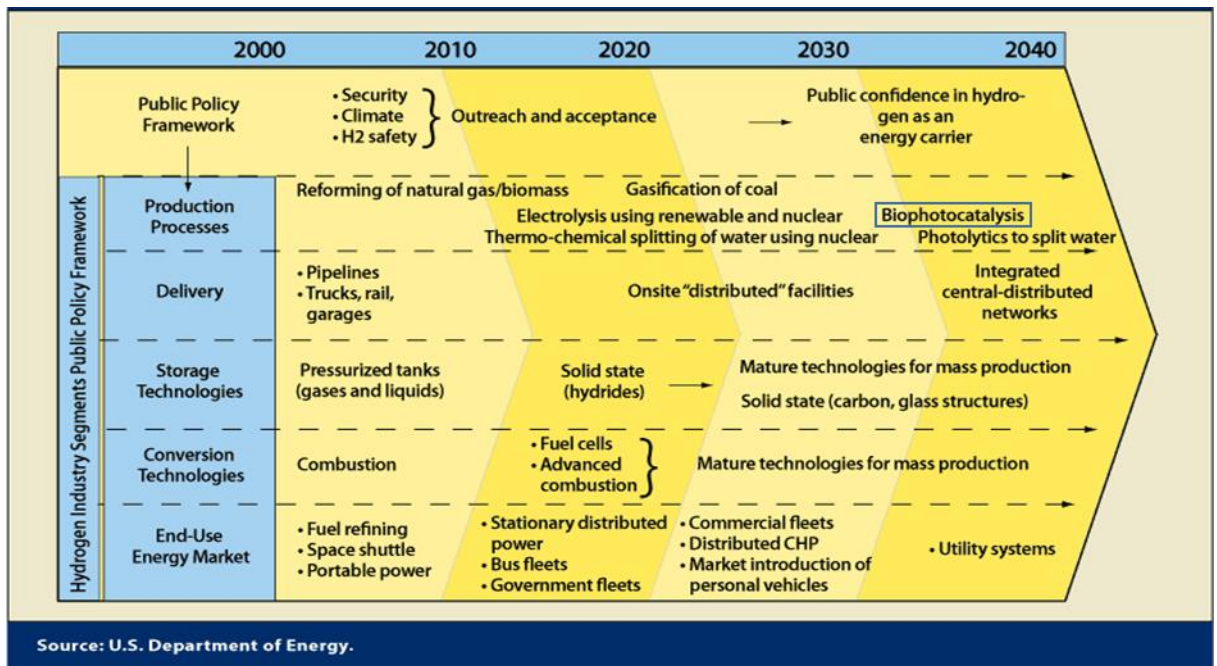 2000 2010 2020 2030 2040
Public Policy
Framework
• Security
• Climate
• H2 safety
Outreach and acceptance
Public confidence in hydro-
gen as an
energy carrier
Hydrogen Industry Segments Public Policy Framework
Production
Processes
Reforming of natural gas/biomass
Gasification of coal
Electrolysis using renewable and nuclear
Biophotocatalysis
Thermo-chemical splitting of water using nuclear
Photolytics to split water
Delivery
• Pipelines
• Trucks, rail,
garages
Onsite “distributed” facilities
Integrated
central-distributed
networks
Storage
Technologies
Pressurized tanks
(gases and liquids)
Solid state
(hydrides)
Mature technologies for mass production
Solid state (carbon, glass structures)
Conversion
Technologies
Combustion
• Fuel cells
• Advanced
combustion
Mature technologies for mass production
End-Use
Energy Market
• Fuel refining
• Space shuttle
• Portable power
• Stationary distributed
power
• Bus fleets
• Government fleets
• Commercial fleets
• Distributed CHP
• Market introduction of
personal vehicles
• Utility systems
Source: U.S. Department of Energy.